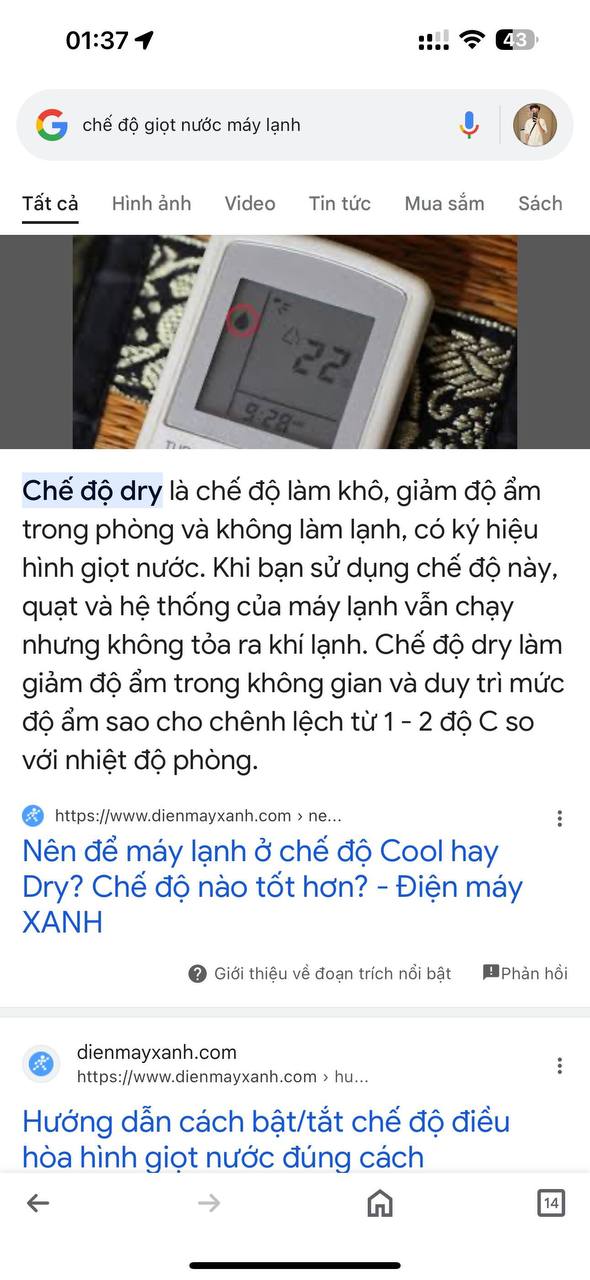 01:37
43
chế độ giọt nước máy lạnh
Tất cả
Hình ảnh
Video
Tin tức
Mua sắm
Sách
22
9:28
Chế độ dry là chế độ làm khô, giảm độ ẩm
trong phòng và không làm lạnh, có ký hiệu
hình giọt nước. Khi bạn sử dụng chế độ này,
quạt và hệ thống của máy lạnh vẫn chạy
nhưng không tỏa ra khí lạnh. Chế độ dry làm
giảm độ ẩm trong không gian và duy trì mức
độ ẩm sao cho chênh lệch từ 1 - 2 độ C so
với nhiệt độ phòng.
https://www.dienmayxanh.com › ne...
Nên để máy lạnh ở chế độ Cool hay
Dry? Chế độ nào tốt hơn? - Điện máy
XANH
Giới thiệu về đoạn trích nổi bật
Phản hồi
dienmayxanh.com
https://www.dienmayxanh.com › hu...
Hướng dẫn cách bật/tắt chế độ điều
hòa hình giọt nước đúng cách
14